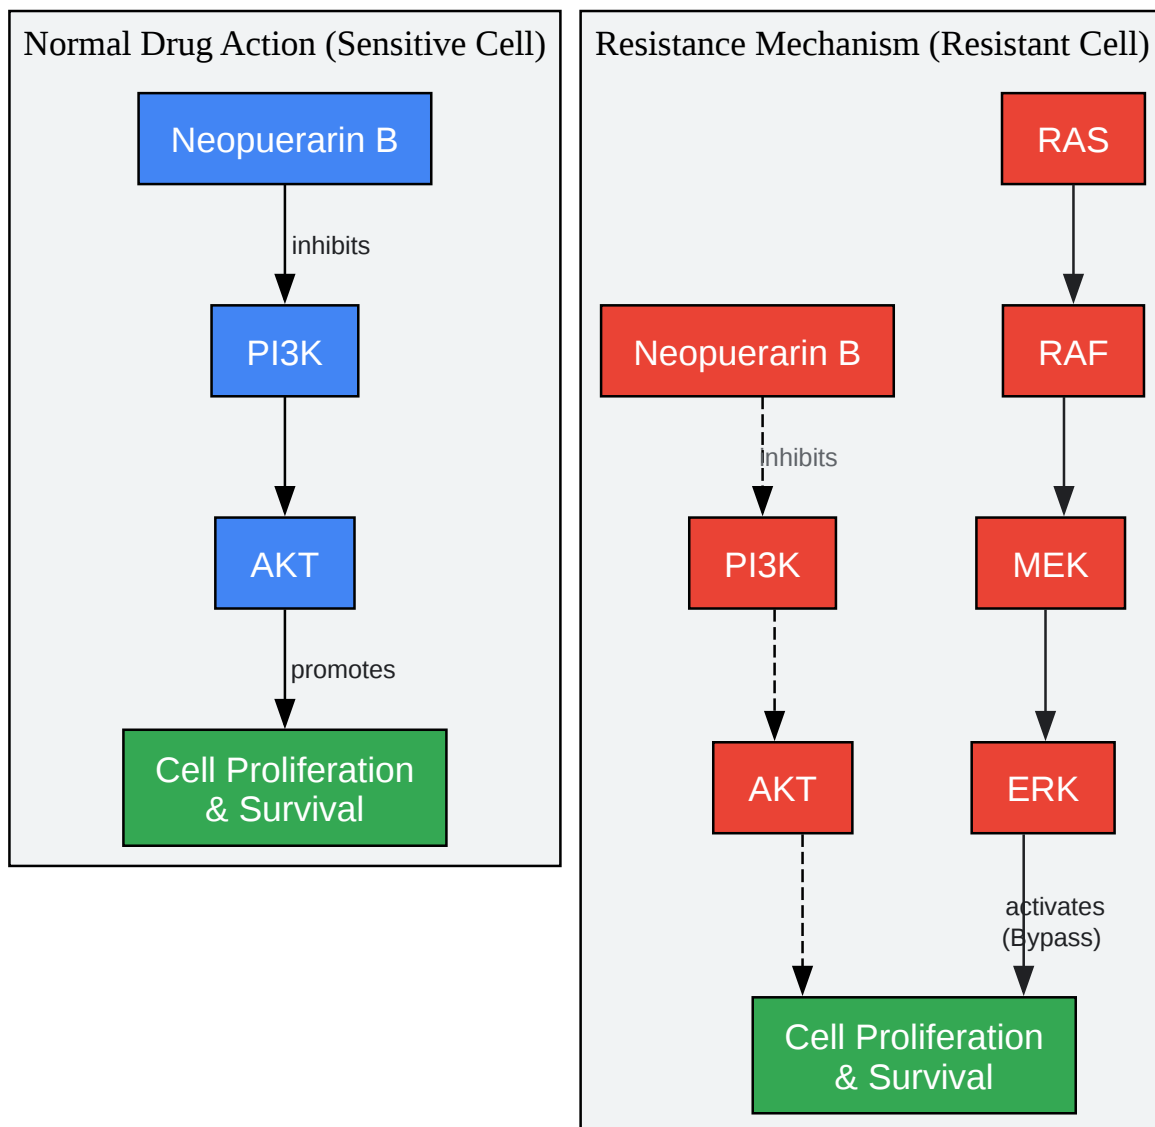 Normal Drug Action (Sensitive Cell)
Neopuerarin B
inhibits
PI3K
AKT
promotes
Cell Proliferation
& Survival
Resistance Mechanism (Resistant Cell)
RAS
Neopuerarin B
RAF
inhibits
PI3K
MEK
AKT
ERK
activates
(Bypass)
Cell Proliferation
& Survival